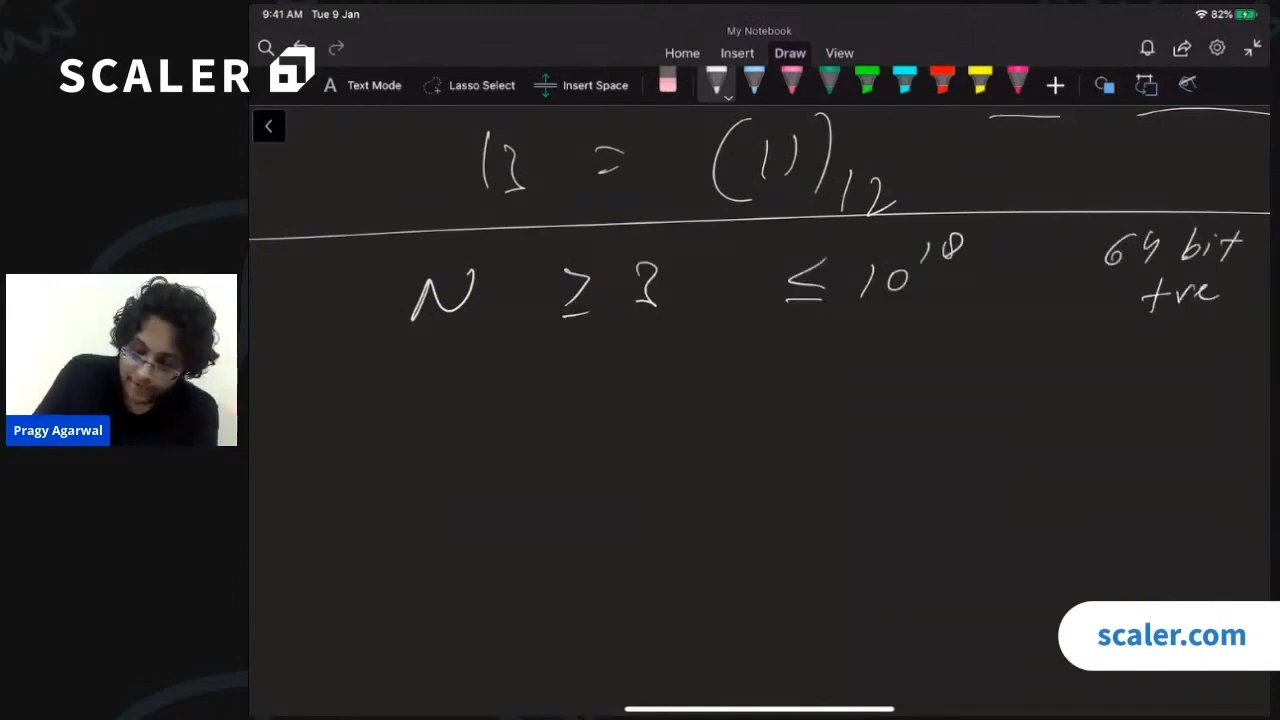 9:41 AM Tue 9 Jan
82%
My Notebook
Home Insert Draw View
SCALER
A Text Mode Lasso Select Insert Space
13 = (11)12
N ≥ 3 ≤ 10^18 64 bit
+ve
Pragy Agarwal
scaler.com